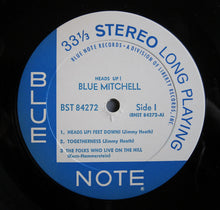 33⅓ STEREO LONG PLAYING
BLUE NOTE RECORDS • A DIVISION OF LIBERTY RECORDS, INC.
HEADS UP!
BLUE MITCHELL
BST 84272 Side 1
(BNST 84272-A)
1. HEADS UP! FEET DOWN! (Jimmy Heath)
2. TOGETHERNESS (Jimmy Heath)
3. THE FOLKS WHO LIVE ON THE HILL
(Kern-Hammerstein)
BLUE
NOTE